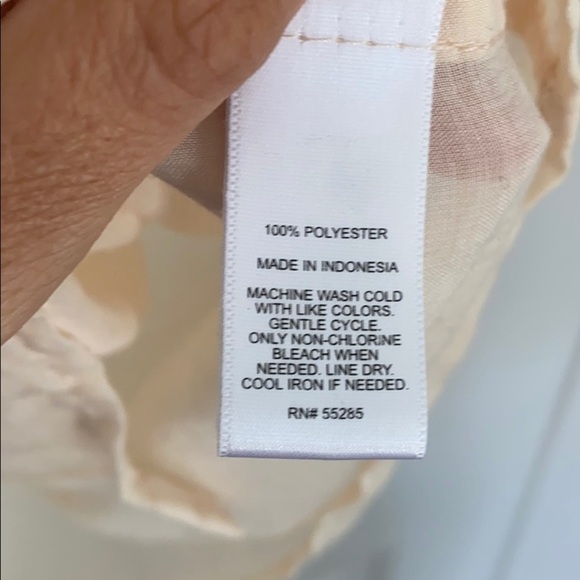 100% POLYESTER
MADE IN INDONESIA
MACHINE WASH COLD
WITH LIKE COLORS.
GENTLE CYCLE.
ONLY NON-CHLORINE
BLEACH WHEN
NEEDED. LINE DRY.
COOL IRON IF NEEDED.
RN# 55285